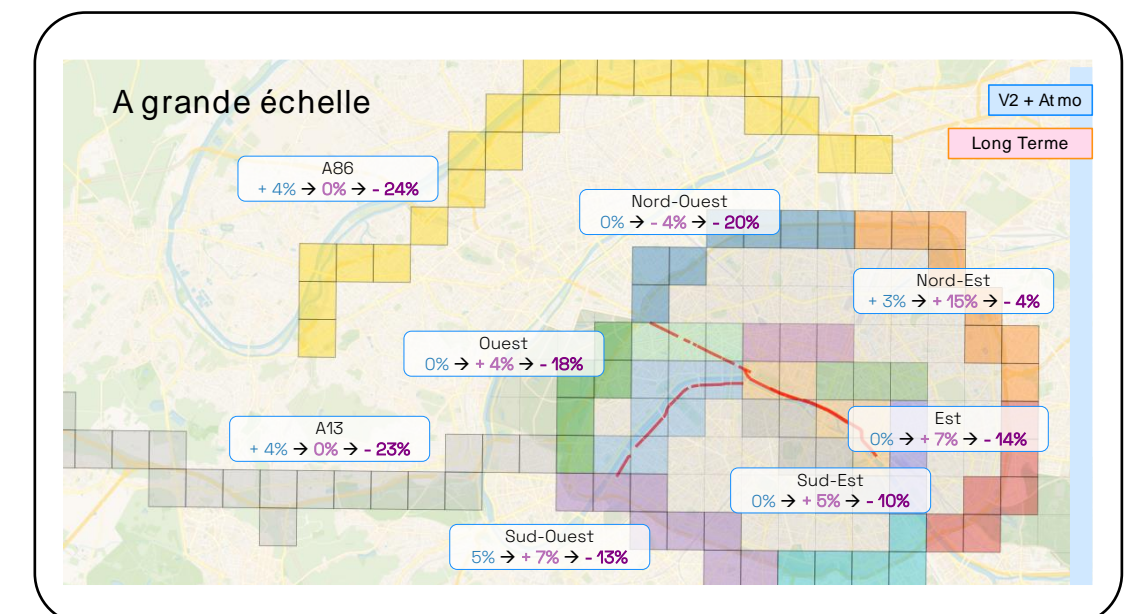 A grande échelle
V2 + Atmo
Long Terme
A86
+ 4% → 0% → - 24%
Nord-Ouest
0% → - 4% → - 20%
Nord-Est
+ 3% → + 15% → - 4%
Ouest
0% → + 4% → - 18%
A13
+ 4% → 0% → - 23%
Est
0% → + 7% → - 14%
Sud-Est
0% → + 5% → - 10%
Sud-Ouest
5% → + 7% → - 13%